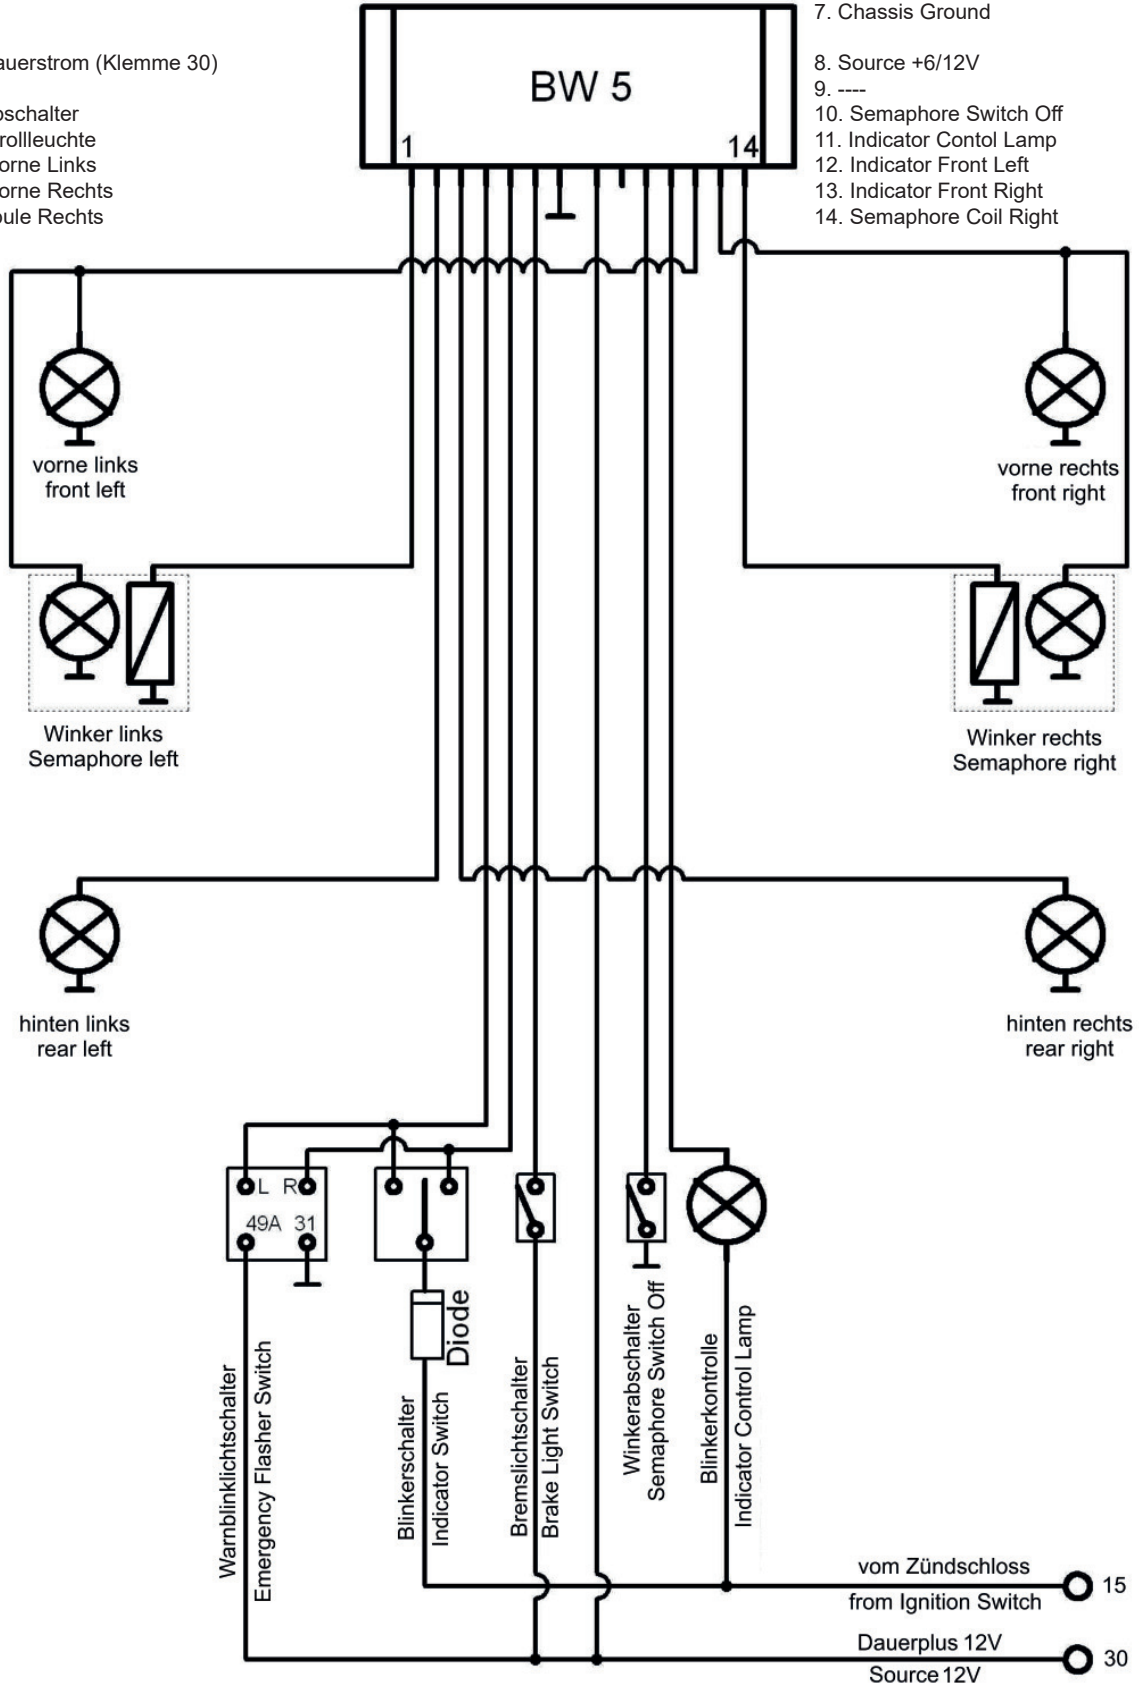 7. Chassis Ground
auerstrom (Klemme 30)
8. Source +6/12V
9. ----
oschalter
10. Semaphore Switch Off
rollleuchte
11. Indicator Contol Lamp
orne Links
12. Indicator Front Left
orne Rechts
13. Indicator Front Right
oule Rechts
14. Semaphore Coil Right
BW 5
1
14
vorne links
front left
vorne rechts
front right
Winker links
Semaphore left
Winker rechts
Semaphore right
hinten links
rear left
hinten rechts
rear right
L R
49A 31
Diode
Warnblinklichtschalter
Emergency Flasher Switch
Blinkerschalter
Indicator Switch
Bremslichtschalter
Brake Light Switch
Winkerabschalter
Semaphore Switch Off
Blinkerkontrolle
Indicator Control Lamp
vom Zündschloss
15
from Ignition Switch
Dauerplus 12V
30
Source 12V